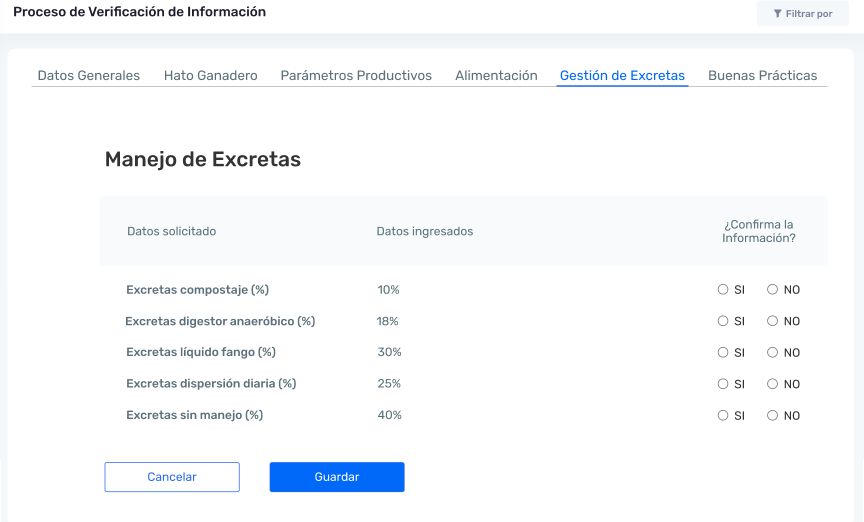 Proceso de Verificación de Información
Filtrar por
Datos Generales Hato Ganadero Parámetros Productivos Alimentación Gestión de Excretas Buenas Prácticas
Manejo de Excretas
Datos solicitado Datos ingresados ¿Confirma la
Información?
Excretas compostaje (%) 10% SI NO
Excretas digestor anaeróbico (%) 18% SI NO
Excretas líquido fango (%) 30% SI NO
Excretas dispersión diaria (%) 25% SI NO
Excretas sin manejo (%) 40% SI NO
Cancelar Guardar